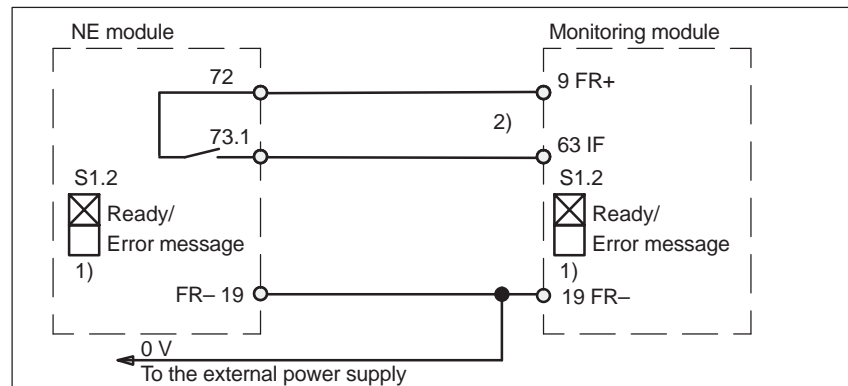 NE module
Monitoring module
72
9 FR+
2)
73.1
63 IF
S1.2
Ready/
Error message
1)
S1.2
Ready/
Error message
1)
FR– 19
19 FR–
0 V
To the external power supply